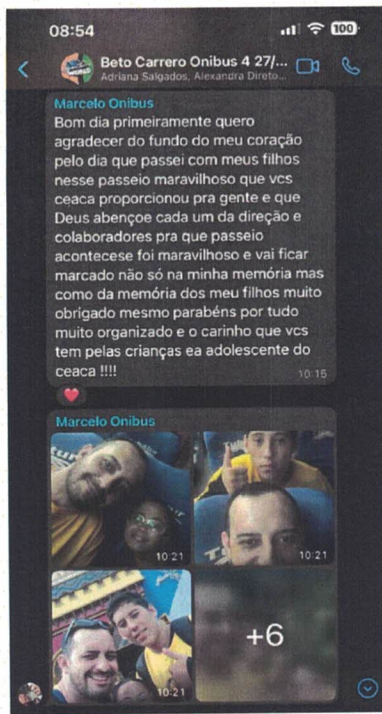 08:54
100
Beto Carrero Onibus 4 27/...
Adriana Salgados, Alexandra Direto...
Marcelo Onibus
Bom dia primeiramente quero
agradecer do fundo do meu coração
pelo dia que passei com meus filhos
nesse passeio maravilhoso que vcs
ceaca proporcionou pra gente e que
Deus abençoe cada um da direção e
colaboradores pra que passeio
acontecese foi maravilhoso e vai ficar
marcado não só na minha memória mas
como da memória dos meu filhos muito
obrigado mesmo parabéns por tudo
muito organizado e o carinho que vcs
tem pelas crianças ea adolescente do
ceaca !!!!
10:15
Marcelo Onibus
10:21
10:21
10:21
+6